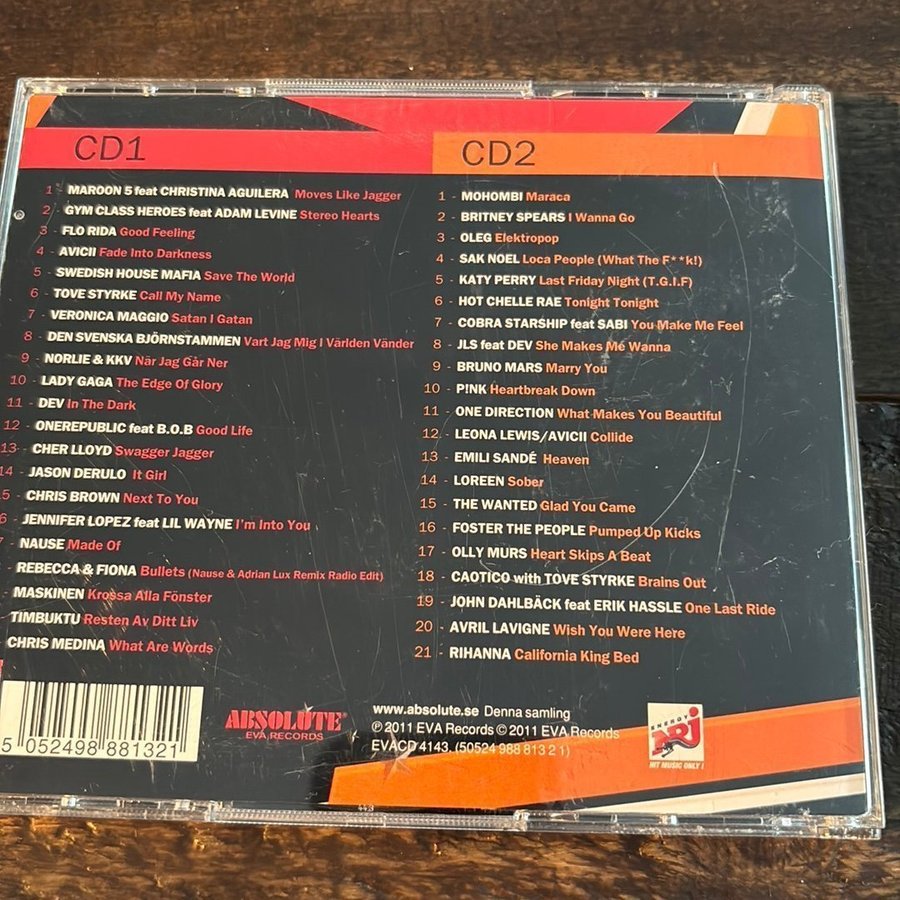 CD1
1 - MAROON 5 feat CHRISTINA AGUILERA Moves Like Jagger
2 - GYM CLASS HEROES feat ADAM LEVINE Stereo Hearts
3 - FLO RIDA Good Feeling
4 - AVICII Fade Into Darkness
5 - SWEDISH HOUSE MAFIA Save The World
6 - TOVE STYRKE Call My Name
7 - VERONICA MAGGIO Satan I Gatan
8 - DEN SVENSKA BJÖRNSTAMMEN Vart Jag Mig I Världen Vänder
9 - NORLIE & KKV När Jag Går Ner
10 - LADY GAGA The Edge Of Glory
11 - DEV In The Dark
12 - ONEREPUBLIC feat B.O.B Good Life
13 - CHER LLOYD Swagger Jagger
14 - JASON DERULO It Girl
5 - CHRIS BROWN Next To You
6 - JENNIFER LOPEZ feat LIL WAYNE I'm Into You
7 - NAUSE Made Of
REBECCA & FIONA Bullets (Nause & Adrian Lux Remix Radio Edit)
MASKINEN Krossa Alla Fönster
TIMBUKTU Resten Av Ditt Liv
CHRIS MEDINA What Are Words
CD2
1 - MOHOMBI Maraca
2 - BRITNEY SPEARS I Wanna Go
3 - OLEG Elektropop
4 - SAK NOEL Loca People (What The F**k!)
5 - KATY PERRY Last Friday Night (T.G.I.F)
6 - HOT CHELLE RAE Tonight Tonight
7 - COBRA STARSHIP feat SABI You Make Me Feel
8 - JLS feat DEV She Makes Me Wanna
9 - BRUNO MARS Marry You
10 - P!NK Heartbreak Down
11 - ONE DIRECTION What Makes You Beautiful
12 - LEONA LEWIS/AVICII Collide
13 - EMILI SANDÉ Heaven
14 - LOREEN Sober
15 - THE WANTED Glad You Came
16 - FOSTER THE PEOPLE Pumped Up Kicks
17 - OLLY MURS Heart Skips A Beat
18 - CAOTICO with TOVE STYRKE Brains Out
19 - JOHN DAHLBÄCK feat ERIK HASSLE One Last Ride
20 - AVRIL LAVIGNE Wish You Were Here
21 - RIHANNA California King Bed
5 052498 881321
ABSOLUTE
EVA RECORDS
www.absolute.se Denna samling
℗ 2011 EVA Records © 2011 EVA Records
EVACD 4143, (50524 988 813 2 1)
ENERGY
NRJ
HIT MUSIC ONLY !